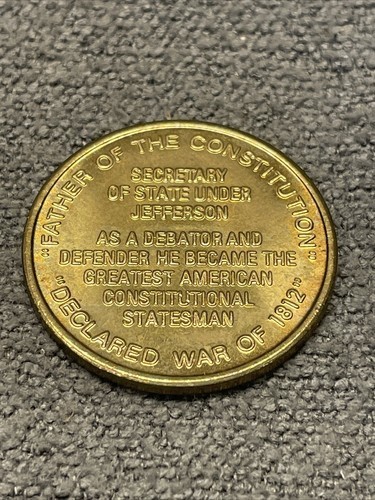 "FATHER OF THE CONSTITUTION"
SECRETARY
OF STATE UNDER
JEFFERSON
AS A DEBATOR AND
DEFENDER HE BECAME THE
GREATEST AMERICAN
CONSTITUTIONAL
STATESMAN
"DECLARED WAR OF 1812"